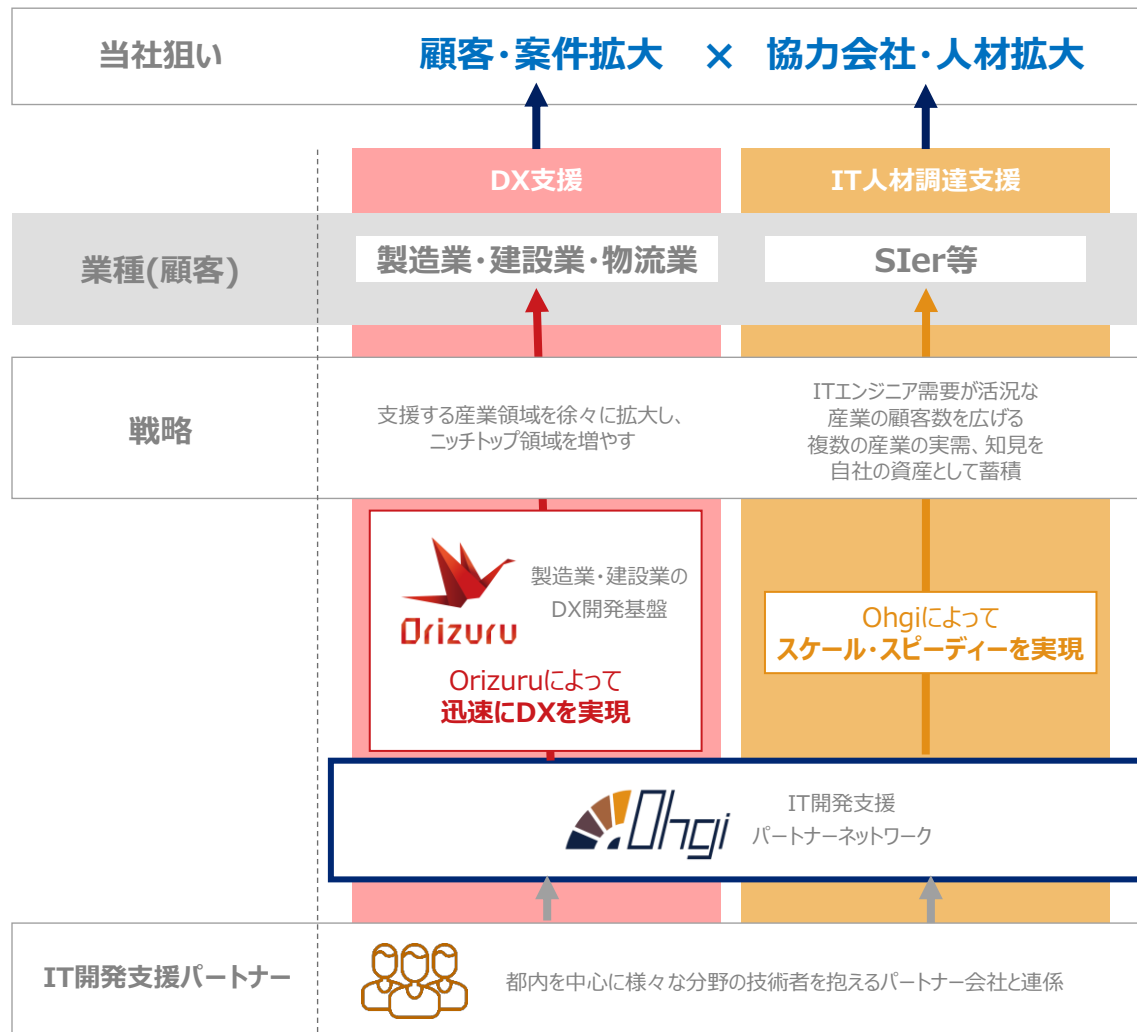 当社狙い
顧客・案件拡大 × 協力会社・人材拡大
DX支援
IT人材調達支援
業種(顧客)
製造業・建設業・物流業
SIer等
戦略
支援する産業領域を徐々に拡大し、
ニッチトップ領域を増やす
ITエンジニア需要が活況な
産業の顧客数を広げる
複数の産業の実需、知見を
自社の資産として蓄積
Orizuru
製造業・建設業の
DX開発基盤
Orizuruによって
迅速にDXを実現
Ohgiによって
スケール・スピーディーを実現
Ohgi
IT開発支援
パートナーネットワーク
IT開発支援パートナー
都内を中心に様々な分野の技術者を抱えるパートナー会社と連係